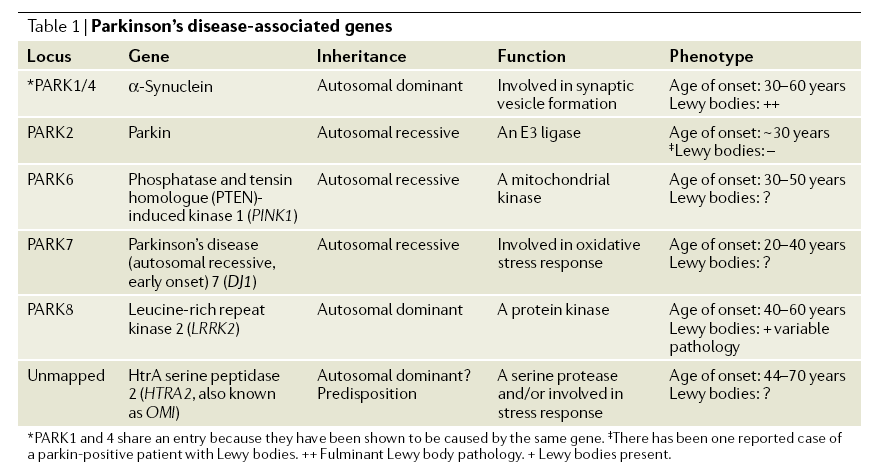 Table 1 | Parkinson's disease-associated genes
Locus Gene Inheritance Function Phenotype
*PARK1/4 α-Synuclein Autosomal dominant Involved in synaptic Age of onset: 30–60 years
vesicle formation Lewy bodies: ++
PARK2 Parkin Autosomal recessive An E3 ligase Age of onset: ~30 years
‡Lewy bodies: –
PARK6 Phosphatase and tensin Autosomal recessive A mitochondrial Age of onset: 30–50 years
homologue (PTEN)- kinase Lewy bodies: ?
induced kinase 1 (PINK1)
PARK7 Parkinson's disease Autosomal recessive Involved in oxidative Age of onset: 20–40 years
(autosomal recessive, stress response Lewy bodies: ?
early onset) 7 (DJ1)
PARK8 Leucine-rich repeat Autosomal dominant A protein kinase Age of onset: 40–60 years
kinase 2 (LRRK2) Lewy bodies: + variable
pathology
Unmapped HtrA serine peptidase Autosomal dominant? A serine protease Age of onset: 44–70 years
2 (HTRA2, also known Predisposition and/or involved in Lewy bodies: ?
as OMI) stress response
*PARK1 and 4 share an entry because they have been shown to be caused by the same gene. ‡There has been one reported case of
a parkin-positive patient with Lewy bodies. ++ Fulminant Lewy body pathology. + Lewy bodies present.